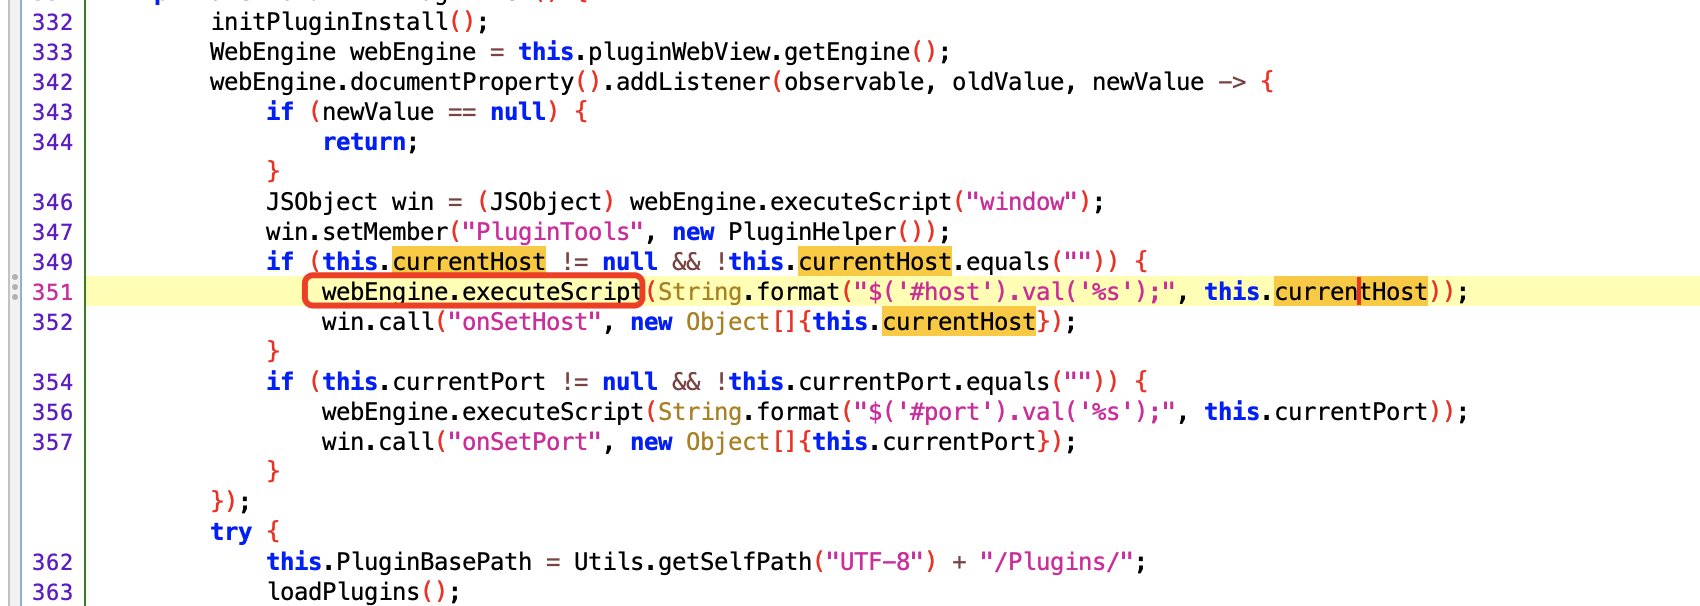 332 initPluginInstall();
333 WebEngine webEngine = this.pluginWebView.getEngine();
342 webEngine.documentProperty().addListener(observable, oldValue, newValue -> {
343 if (newValue == null) {
344 return;
}
346 JSObject win = (JSObject) webEngine.executeScript("window");
347 win.setMember("PluginTools", new PluginHelper());
349 if (this.currentHost != null && !this.currentHost.equals("")) {
351 webEngine.executeScript(String.format("$('#host').val('%s');", this.currentHost));
352 win.call("onSetHost", new Object[]{this.currentHost});
}
354 if (this.currentPort != null && !this.currentPort.equals("")) {
356 webEngine.executeScript(String.format("$('#port').val('%s');", this.currentPort));
357 win.call("onSetPort", new Object[]{this.currentPort});
}
});
try {
362 this.PluginBasePath = Utils.getSelfPath("UTF-8") + "/Plugins/";
363 loadPlugins();